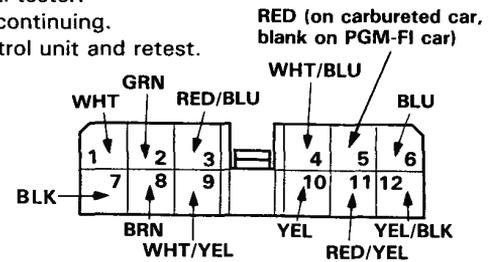 l tester.
continuing.
trol unit and retest.
RED (on carbureted car,
blank on PGM-FI car)
WHT/BLU
GRN
WHT
RED/BLU
BLU
1 2 3 4 5 6
7 8 9 10 11 12
BLK
BRN
WHT/YEL
YEL
RED/YEL
YEL/BLK